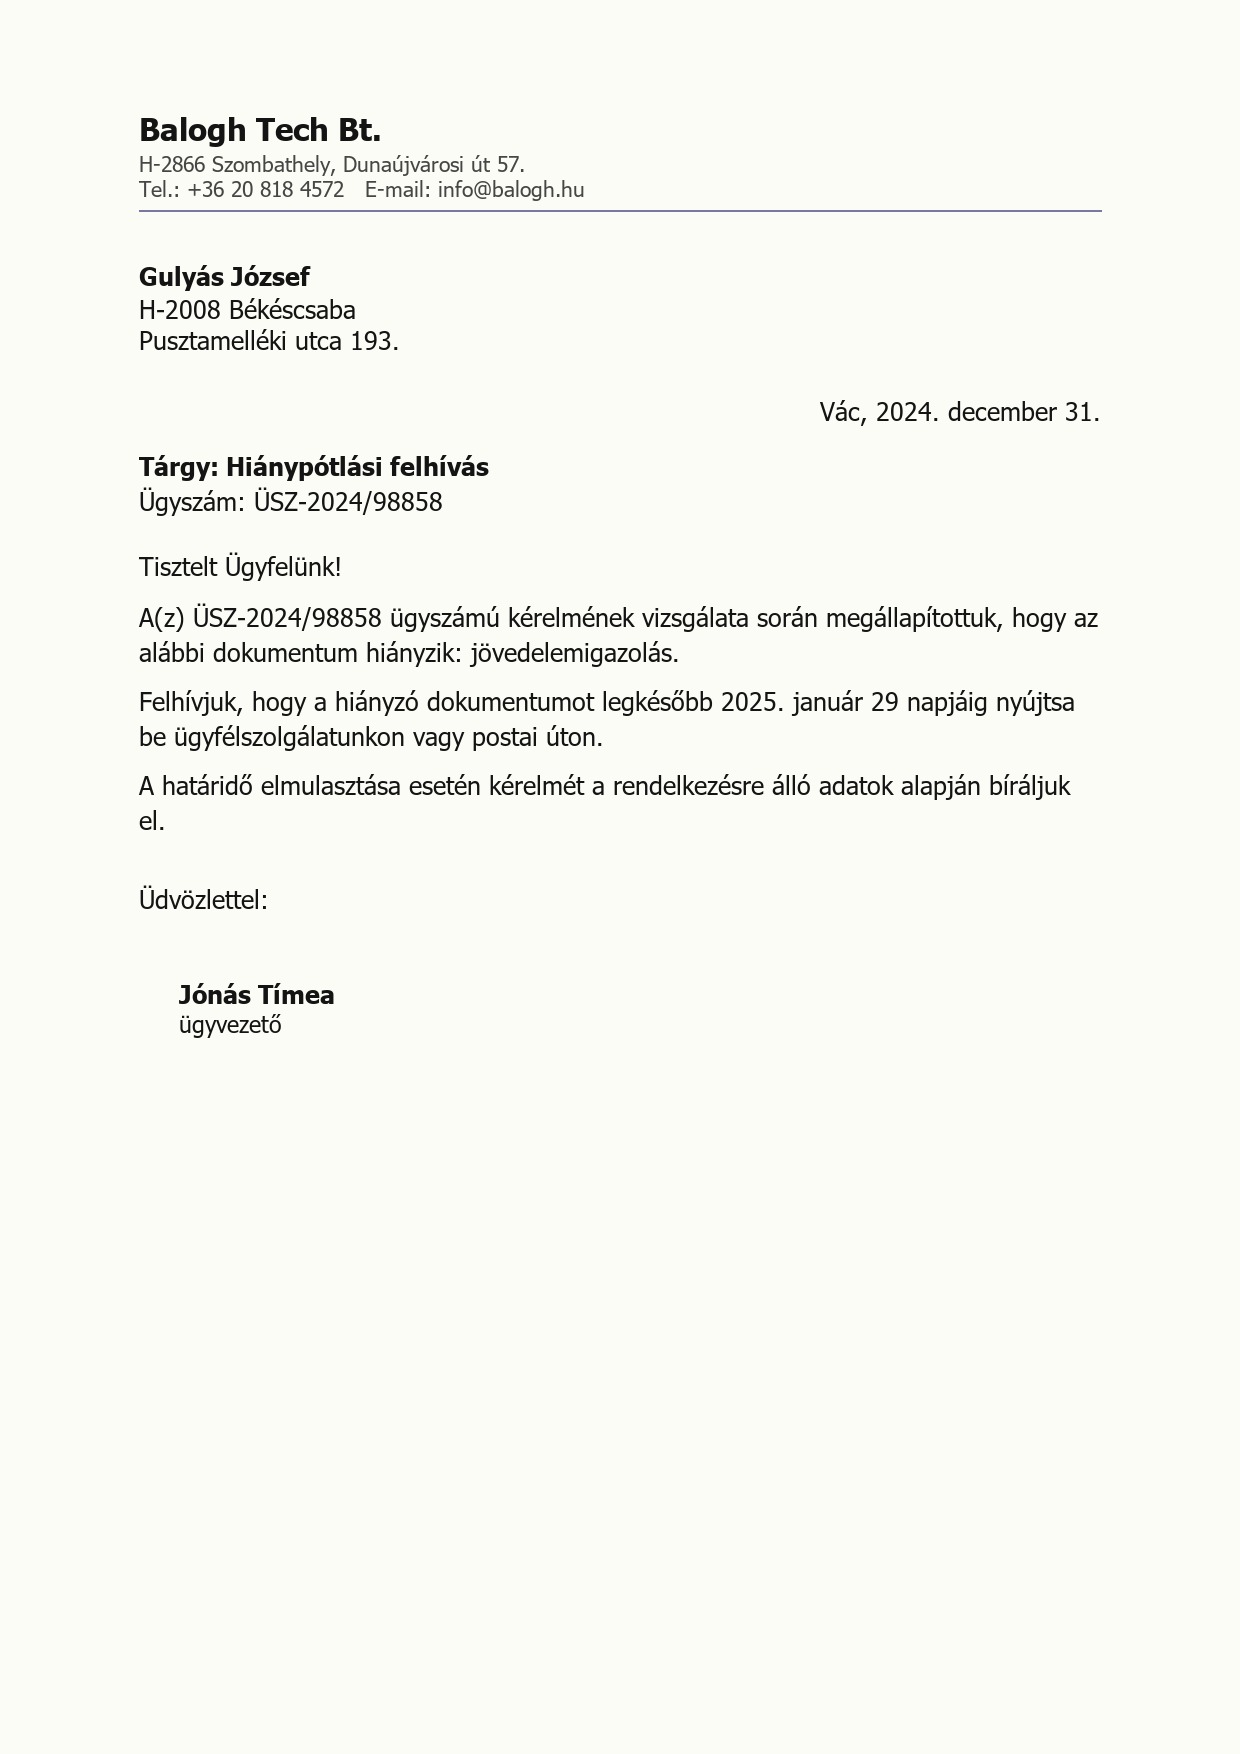 Balogh Tech Bt.
H-2866 Szombathely, Dunaújvárosi út 57.
Tel.: +36 20 818 4572   E-mail: info@balogh.hu
Gulyás József
H-2008 Békéscsaba
Pusztamelléki utca 193.
Vác, 2024. december 31.
Tárgy: Hiánypótlási felhívás
Ügyszám: ÜSZ-2024/98858
Tisztelt Ügyfelünk!
A(z) ÜSZ-2024/98858 ügyszámú kérelmének vizsgálata során megállapítottuk, hogy az
alábbi dokumentum hiányzik: jövedelemigazolás.
Felhívjuk, hogy a hiányzó dokumentumot legkésőbb 2025. január 29 napjáig nyújtsa
be ügyfélszolgálatunkon vagy postai úton.
A határidő elmulasztása esetén kérelmét a rendelkezésre álló adatok alapján bíráljuk
el.
Üdvözlettel:
Jónás Tímea
ügyvezető